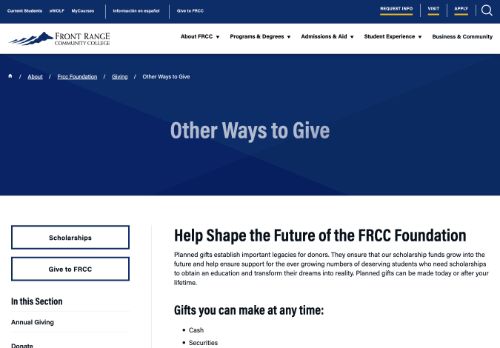 Current Students eWOLF MyCourses Información en español Give to FRCC REQUEST INFO VISIT APPLY
FRONT RANGE
COMMUNITY COLLEGE
About FRCC ▼ Programs & Degrees ▼ Admissions & Aid ▼ Student Experience ▼ Business & Community
/ About / Frcc Foundation / Giving / Other Ways to Give
Other Ways to Give
Scholarships
Give to FRCC
In this Section
Annual Giving
Donate
Help Shape the Future of the FRCC Foundation
Planned gifts establish important legacies for donors. They ensure that our scholarship funds grow into the
future and help ensure support for the ever growing numbers of deserving students who need scholarships
to obtain an education and transform their dreams into reality. Planned gifts can be made today or after your
lifetime.
Gifts you can make at any time:
• Cash
• Securities